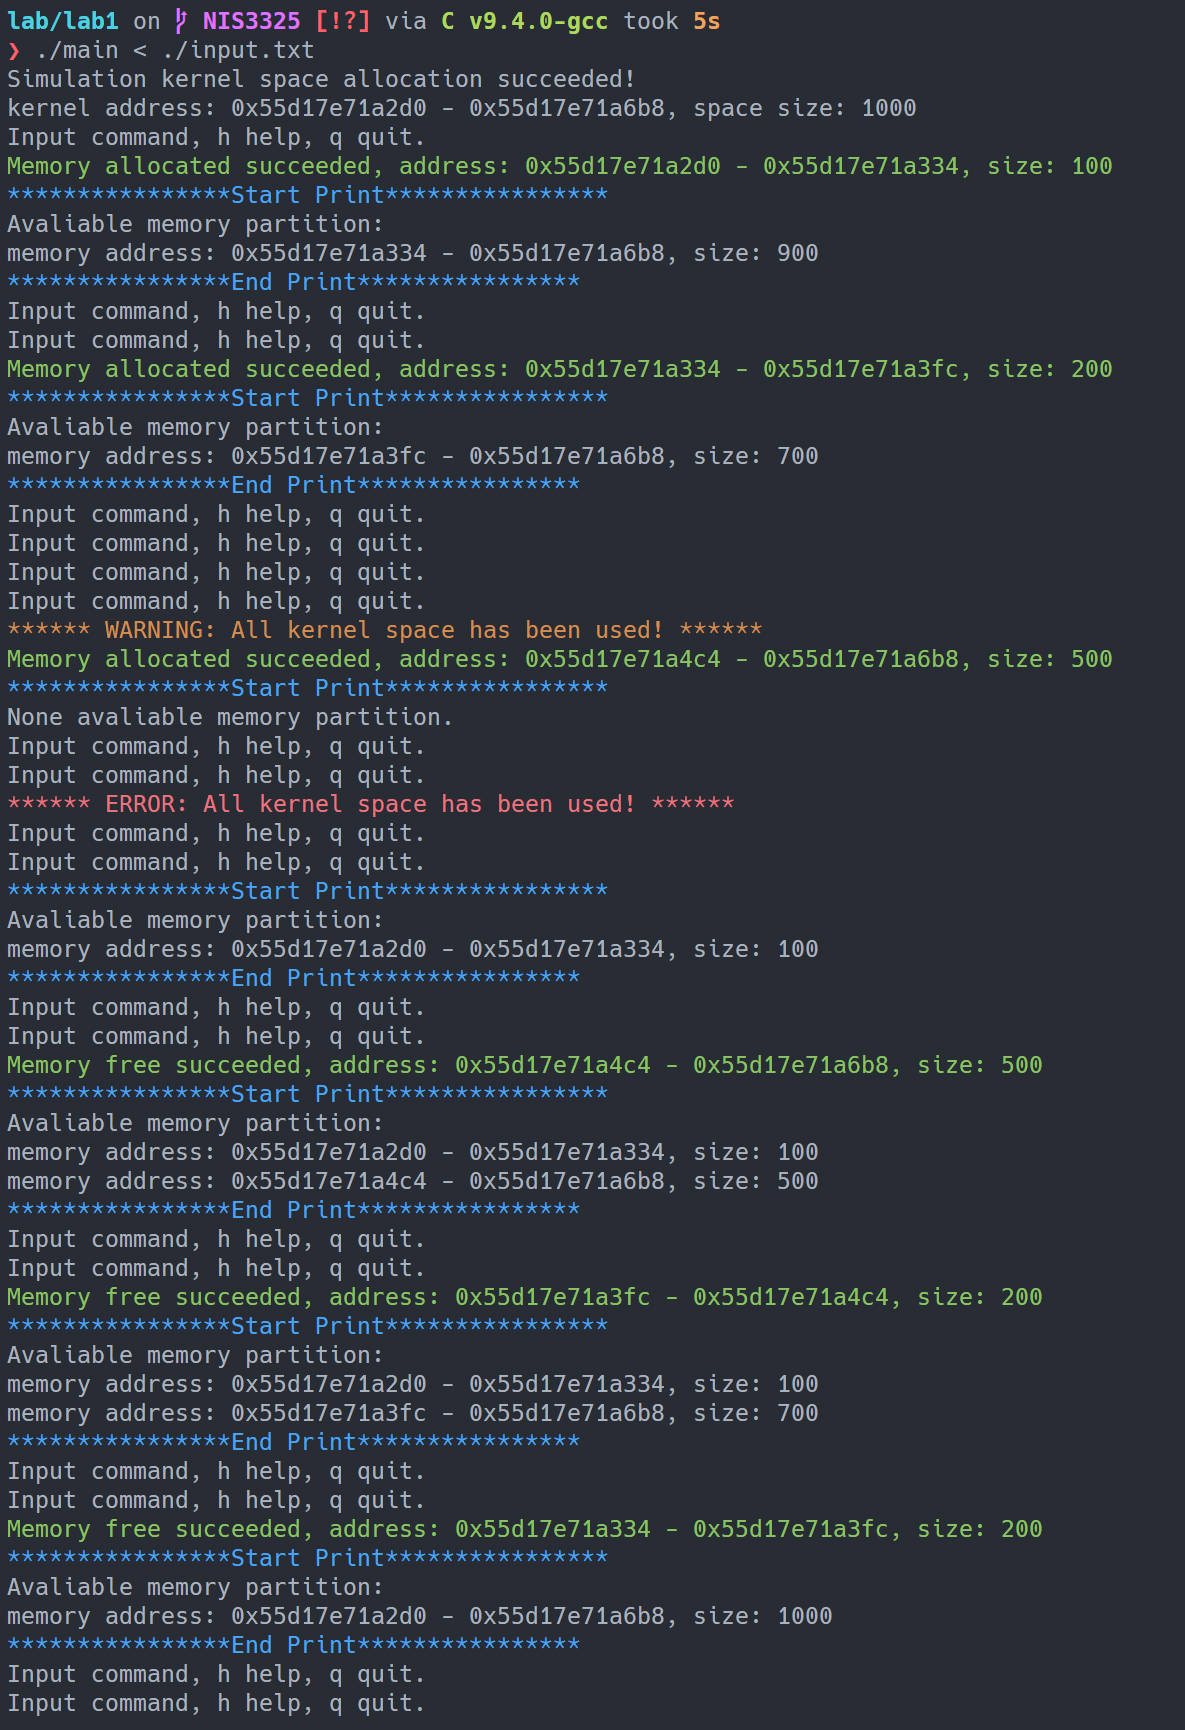 lab/lab1 on NIS3325 [!?] via C v9.4.0-gcc took 5s
❯ ./main < ./input.txt
Simulation kernel space allocation succeeded!
kernel address: 0x55d17e71a2d0 - 0x55d17e71a6b8, space size: 1000
Input command, h help, q quit.
Memory allocated succeeded, address: 0x55d17e71a2d0 - 0x55d17e71a334, size: 100
****************Start Print****************
Avaliable memory partition:
memory address: 0x55d17e71a334 - 0x55d17e71a6b8, size: 900
****************End Print****************
Input command, h help, q quit.
Input command, h help, q quit.
Memory allocated succeeded, address: 0x55d17e71a334 - 0x55d17e71a3fc, size: 200
****************Start Print****************
Avaliable memory partition:
memory address: 0x55d17e71a3fc - 0x55d17e71a6b8, size: 700
****************End Print****************
Input command, h help, q quit.
Input command, h help, q quit.
Input command, h help, q quit.
Input command, h help, q quit.
****** WARNING: All kernel space has been used! ******
Memory allocated succeeded, address: 0x55d17e71a4c4 - 0x55d17e71a6b8, size: 500
****************Start Print****************
None avaliable memory partition.
Input command, h help, q quit.
Input command, h help, q quit.
****** ERROR: All kernel space has been used! ******
Input command, h help, q quit.
Input command, h help, q quit.
****************Start Print****************
Avaliable memory partition:
memory address: 0x55d17e71a2d0 - 0x55d17e71a334, size: 100
****************End Print****************
Input command, h help, q quit.
Input command, h help, q quit.
Memory free succeeded, address: 0x55d17e71a4c4 - 0x55d17e71a6b8, size: 500
****************Start Print****************
Avaliable memory partition:
memory address: 0x55d17e71a2d0 - 0x55d17e71a334, size: 100
memory address: 0x55d17e71a4c4 - 0x55d17e71a6b8, size: 500
****************End Print****************
Input command, h help, q quit.
Input command, h help, q quit.
Memory free succeeded, address: 0x55d17e71a3fc - 0x55d17e71a4c4, size: 200
****************Start Print****************
Avaliable memory partition:
memory address: 0x55d17e71a2d0 - 0x55d17e71a334, size: 100
memory address: 0x55d17e71a3fc - 0x55d17e71a6b8, size: 700
****************End Print****************
Input command, h help, q quit.
Input command, h help, q quit.
Memory free succeeded, address: 0x55d17e71a334 - 0x55d17e71a3fc, size: 200
****************Start Print****************
Avaliable memory partition:
memory address: 0x55d17e71a2d0 - 0x55d17e71a6b8, size: 1000
****************End Print****************
Input command, h help, q quit.
Input command, h help, q quit.